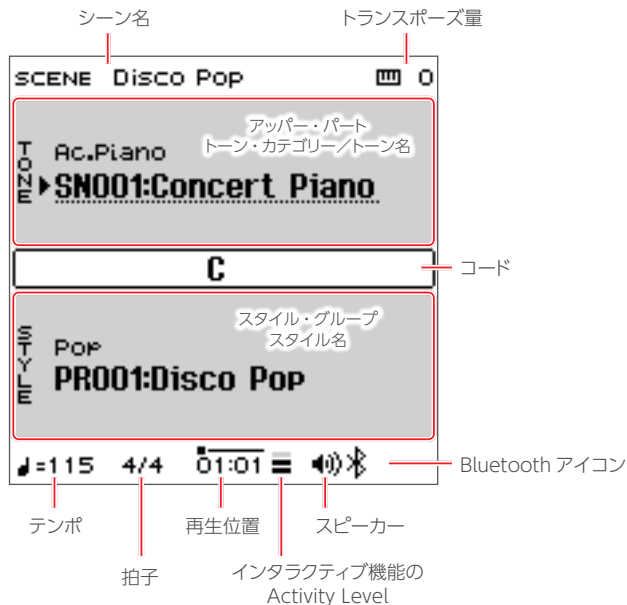 シーン名
トランスポーズ量
SCENE Disco Pop 0
アッパー・パート
トーン・カテゴリー／トーン名
TONE
Ac.Piano
SN001:Concert Piano
C
コード
スタイル・グループ
スタイル名
STYLE
Pop
PR001:Disco Pop
♩=115 4/4 01:01
Bluetooth アイコン
テンポ
拍子
再生位置
スピーカー
インタラクティブ機能の
Activity Level